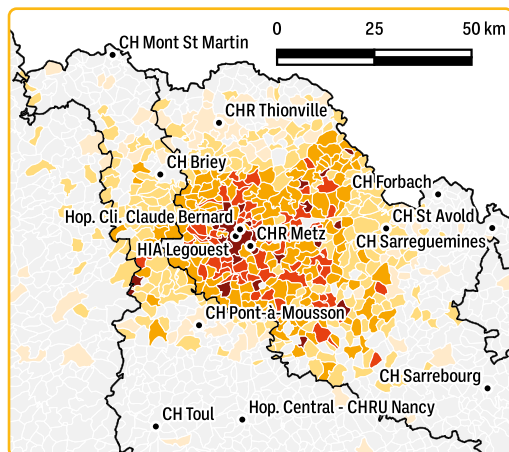 CH Mont St Martin
0 25 50 km
CHR Thionville
CH Briey
CH Forbach
Hop. Cli. Claude Bernard
CH St Avold
CHR Metz
CH Sarreguemines
HIA Legouest
CH Pont-à-Mousson
CH Sarrebourg
Hop. Central - CHRU Nancy
CH Toul